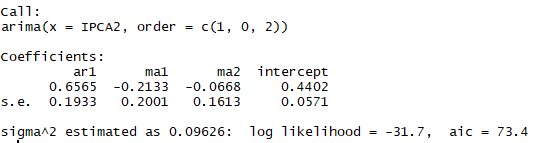 Call:
arima(x = IPCA2, order = c(1, 0, 2))
Coefficients:
ar1 ma1 ma2 intercept
0.6565 -0.2133 -0.0668 0.4402
s.e. 0.1933 0.2001 0.1613 0.0571
sigma^2 estimated as 0.09626: log likelihood = -31.7, aic = 73.4